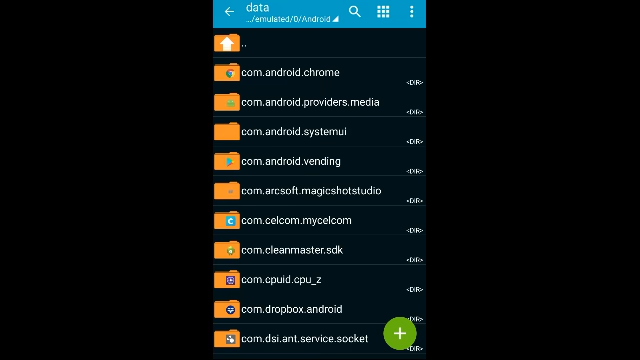 data
.../emulated/0/Android
..
com.android.chrome
<DIR>
com.android.providers.media
<DIR>
com.android.systemui
<DIR>
com.android.vending
<DIR>
com.arcsoft.magicshotstudio
<DIR>
com.celcom.mycelcom
<DIR>
com.cleanmaster.sdk
<DIR>
com.cpuid.cpu_z
<DIR>
com.dropbox.android
<DIR>
com.dsi.ant.service.socket
<DIR>